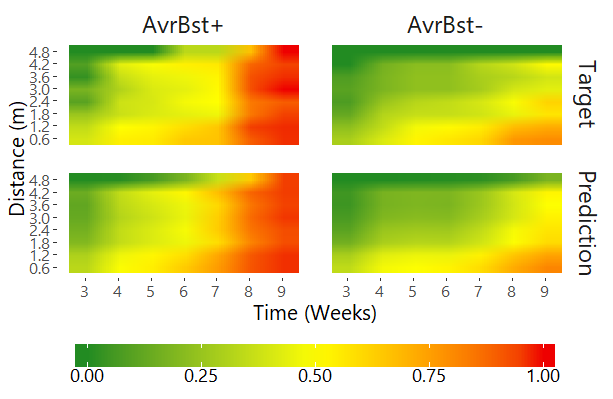 AvrBst+ AvrBst-
4.8
4.2
3.6
3.0
2.4
1.8
1.2
0.6
Target
4.8
4.2
3.6
3.0
2.4
1.8
1.2
0.6
Prediction
Distance (m)
3 4 5 6 7 9 3 4 5 6 7 9
Time (Weeks)
0.00 0.25 0.50 0.75 1.00